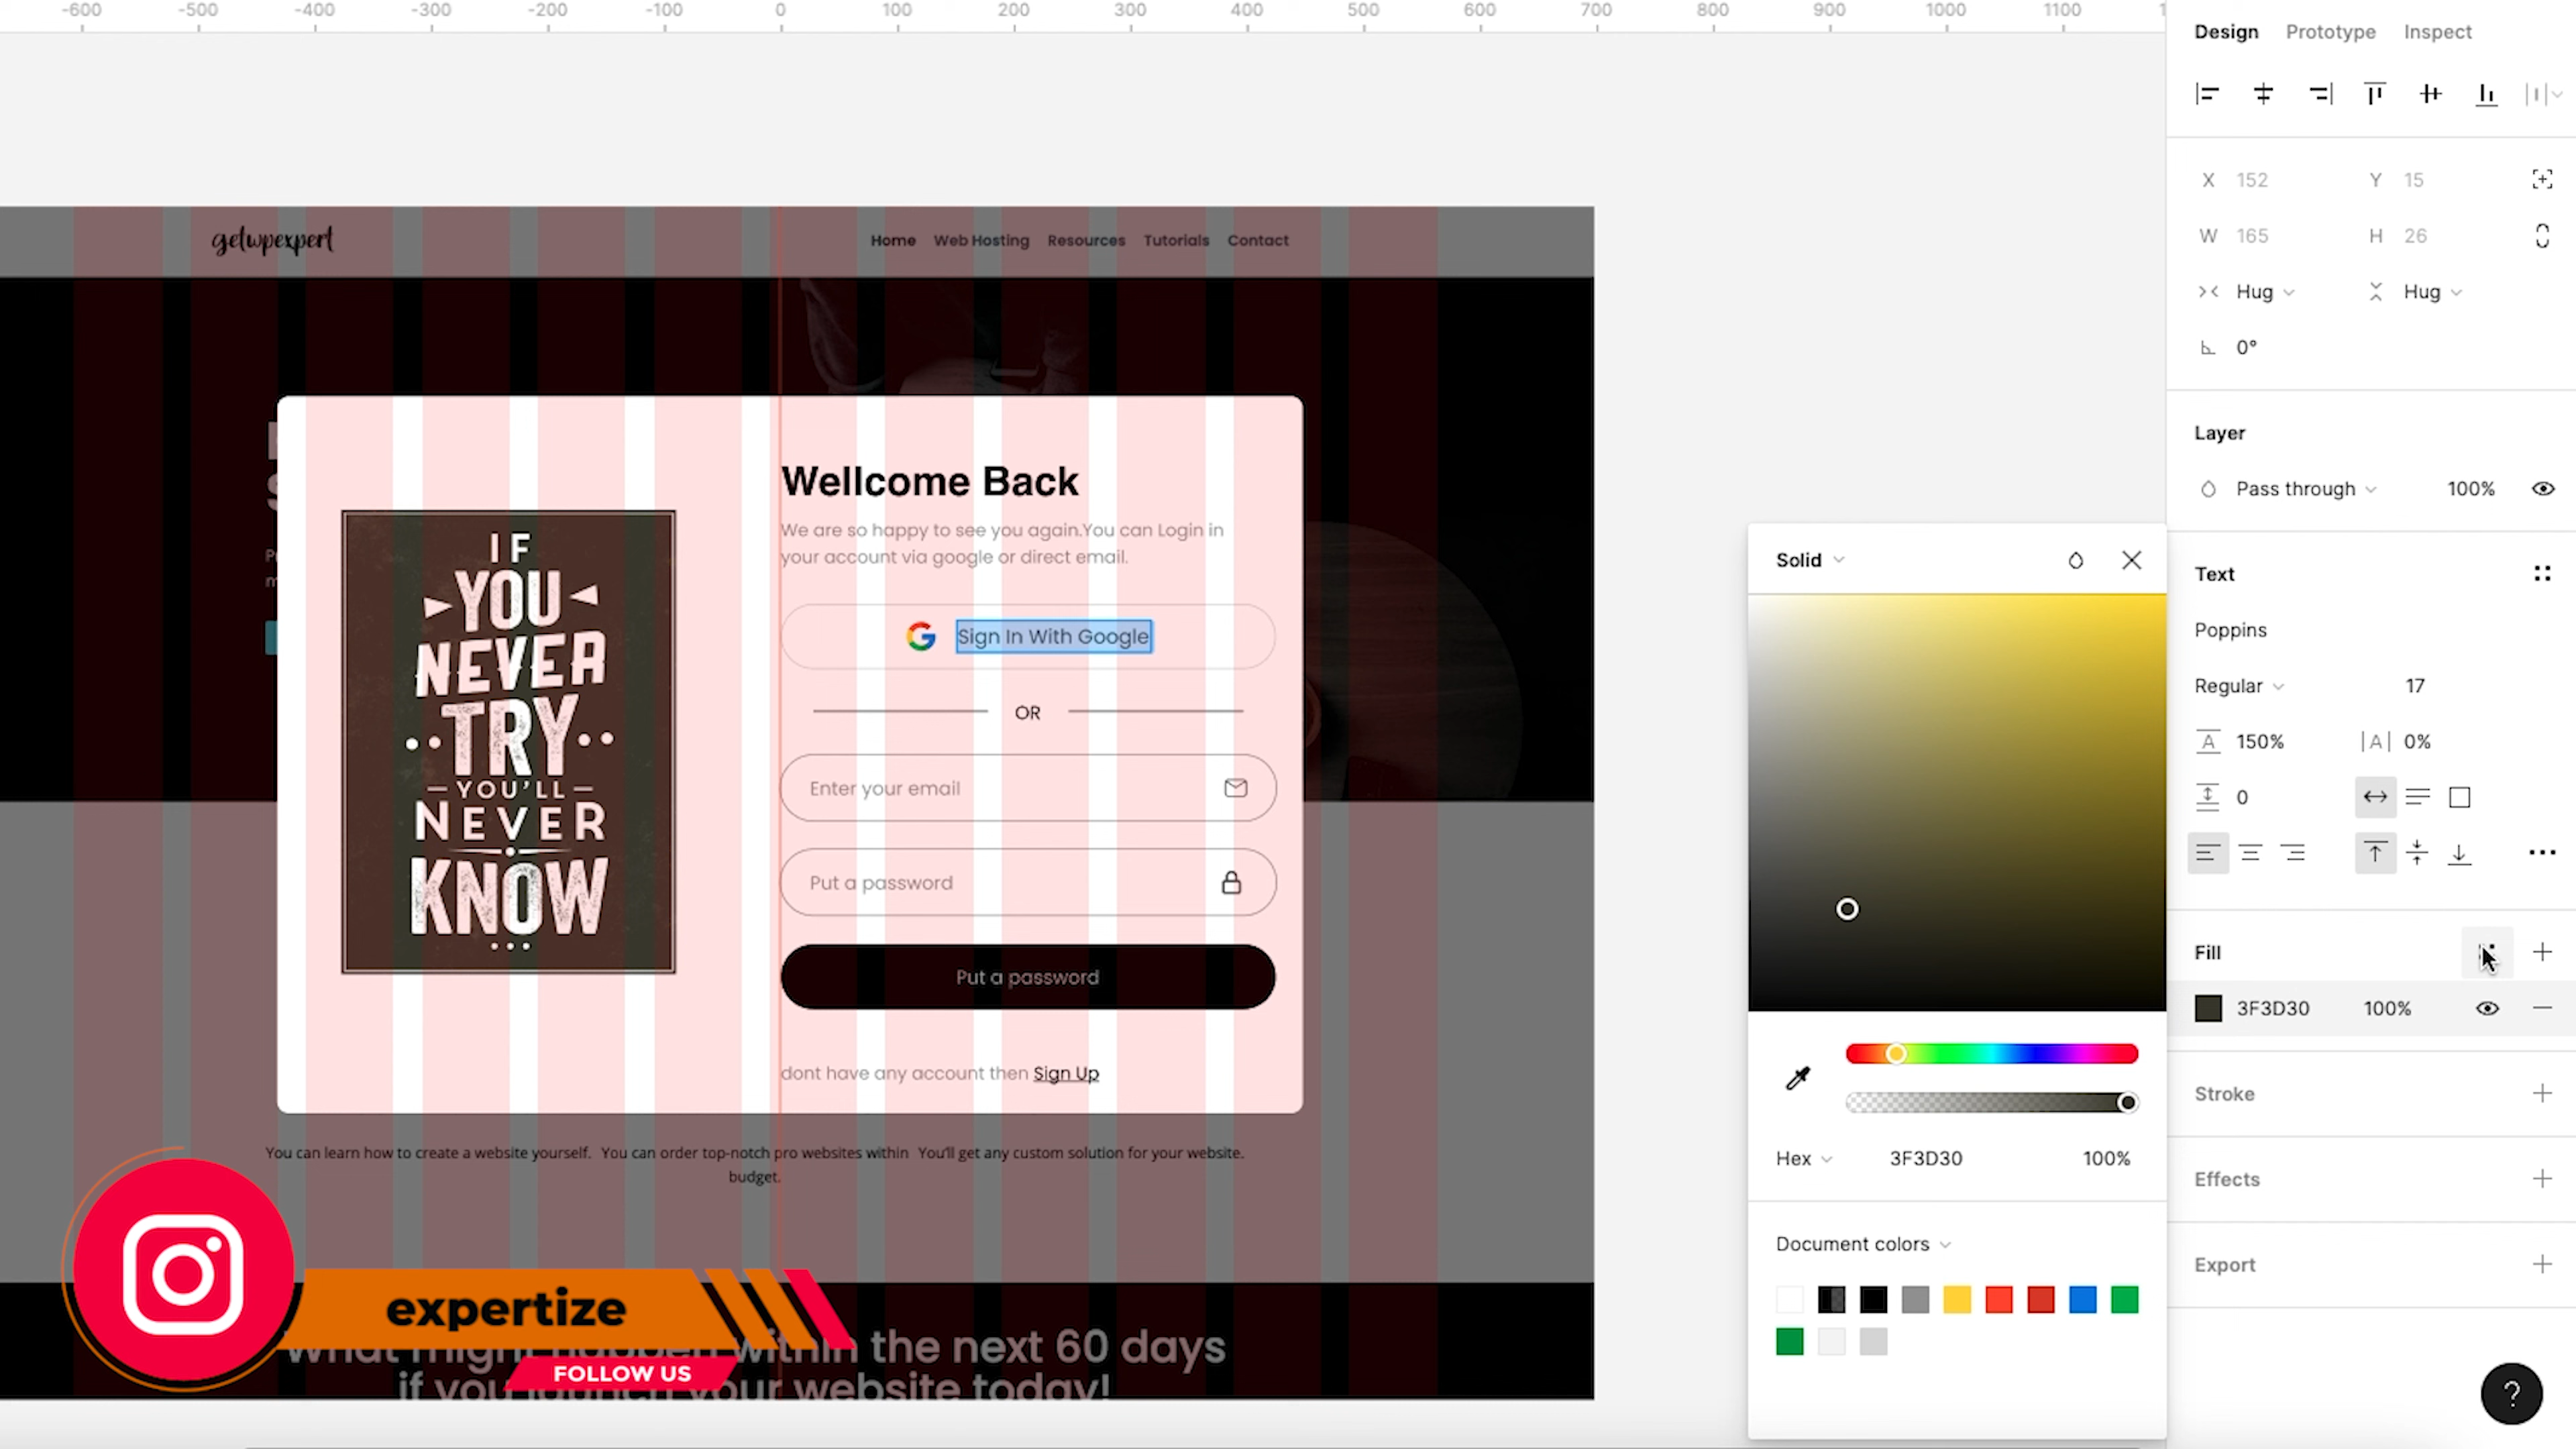 -600 -500 -400 -300 -200 -100 0 100 200 300 400 500 600 700 800 900 1000 1100
Design Prototype Inspect
X 152 Y 15
W 165 H 26
Hug Hug
0°
Layer
Pass through 100%
Text
Poppins
Regular 17
150% |A| 0%
0
Fill
3F3D30 100%
Stroke
Effects
Export
?
Solid
Hex 3F3D30 100%
Document colors
getwpexpert
Home Web Hosting Resources Tutorials Contact
IF
YOU
NEVER
TRY
YOU'LL
NEVER
KNOW
Wellcome Back
We are so happy to see you again.You can Login in
your account via google or direct email.
Sign In With Google
OR
Enter your email
Put a password
Put a password
dont have any account then Sign Up
You can learn how to create a website yourself. You can order top-notch pro websites within You'll get any custom solution for your website.
budget.
expertize
FOLLOW US
What might happen within the next 60 days
if you your website today!